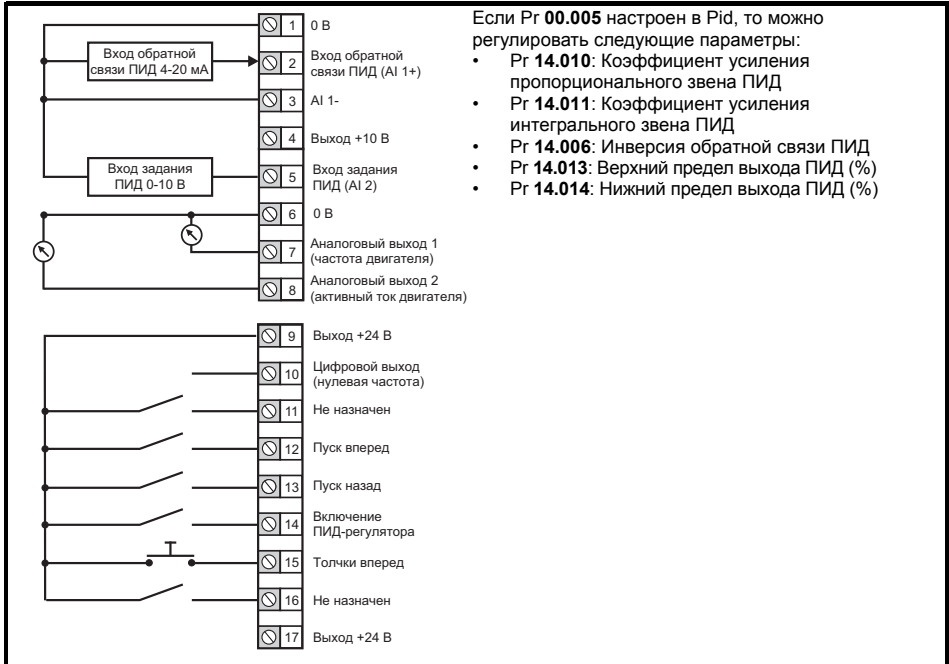 1 0 В
Вход обратной
связи ПИД 4-20 мА
2 Вход обратной
связи ПИД (AI 1+)
3 AI 1-
4 Выход +10 В
Вход задания
ПИД 0-10 В
5 Вход задания
ПИД (AI 2)
6 0 В
7 Аналоговый выход 1
(частота двигателя)
8 Аналоговый выход 2
(активный ток двигателя)
9 Выход +24 В
10 Цифровой выход
(нулевая частота)
11 Не назначен
12 Пуск вперед
13 Пуск назад
14 Включение
ПИД-регулятора
15 Толчки вперед
16 Не назначен
17 Выход +24 В
Если Pr 00.005 настроен в Pid, то можно
регулировать следующие параметры:
• Pr 14.010: Коэффициент усиления
пропорционального звена ПИД
• Pr 14.011: Коэффициент усиления
интегрального звена ПИД
• Pr 14.006: Инверсия обратной связи ПИД
• Pr 14.013: Верхний предел выхода ПИД (%)
• Pr 14.014: Нижний предел выхода ПИД (%)